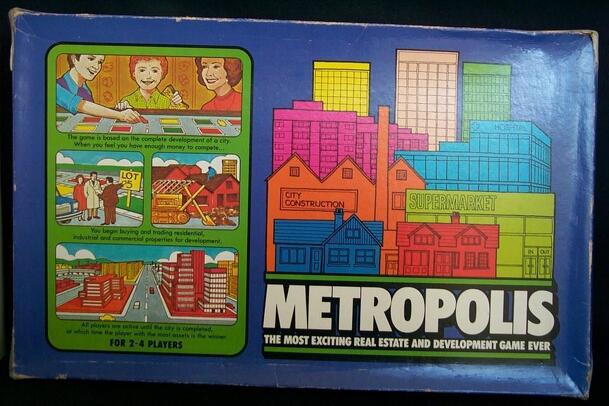 The game is based on the complete development of a city.
When you feel you have enough money to compete...
LOT
25
You begin buying and trading residential,
industrial and commercial properties for development.
All players are active until the city is completed,
at which time the player with the most assets is the winner.
FOR 2-4 PLAYERS
HOSPITAL
CITY
CONSTRUCTION
SUPERMARKET
IN OUT
METROPOLIS
THE MOST EXCITING REAL ESTATE AND DEVELOPMENT GAME EVER